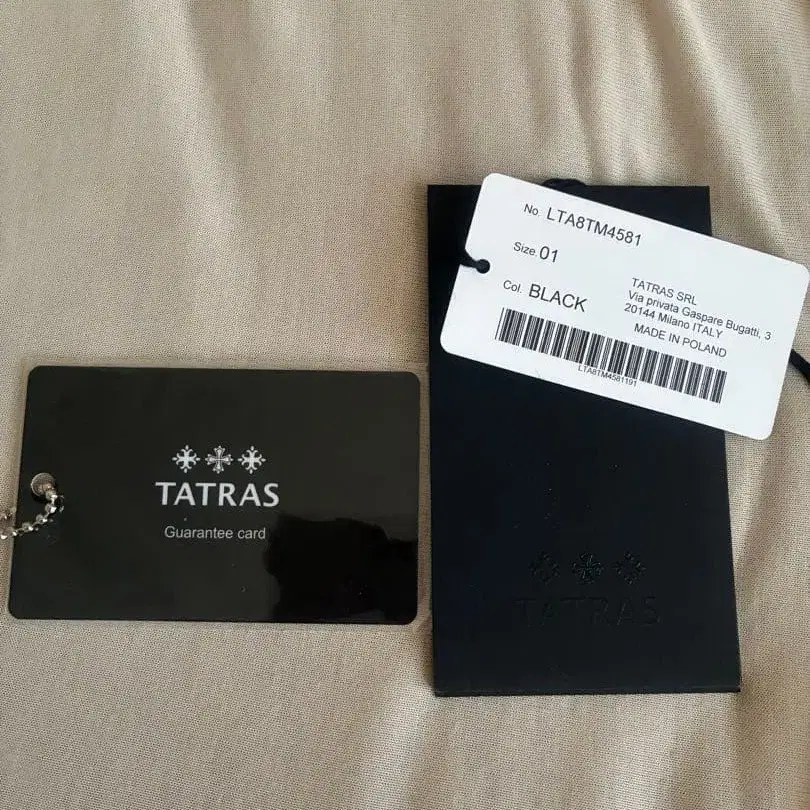 TATRAS
Guarantee card
No. LTA8TM4581
Size. 01
Col. BLACK
TATRAS SRL
Via privata Gaspare Bugatti, 3
20144 Milano ITALY
MADE IN POLAND
LTA8TM4581191
TATRAS